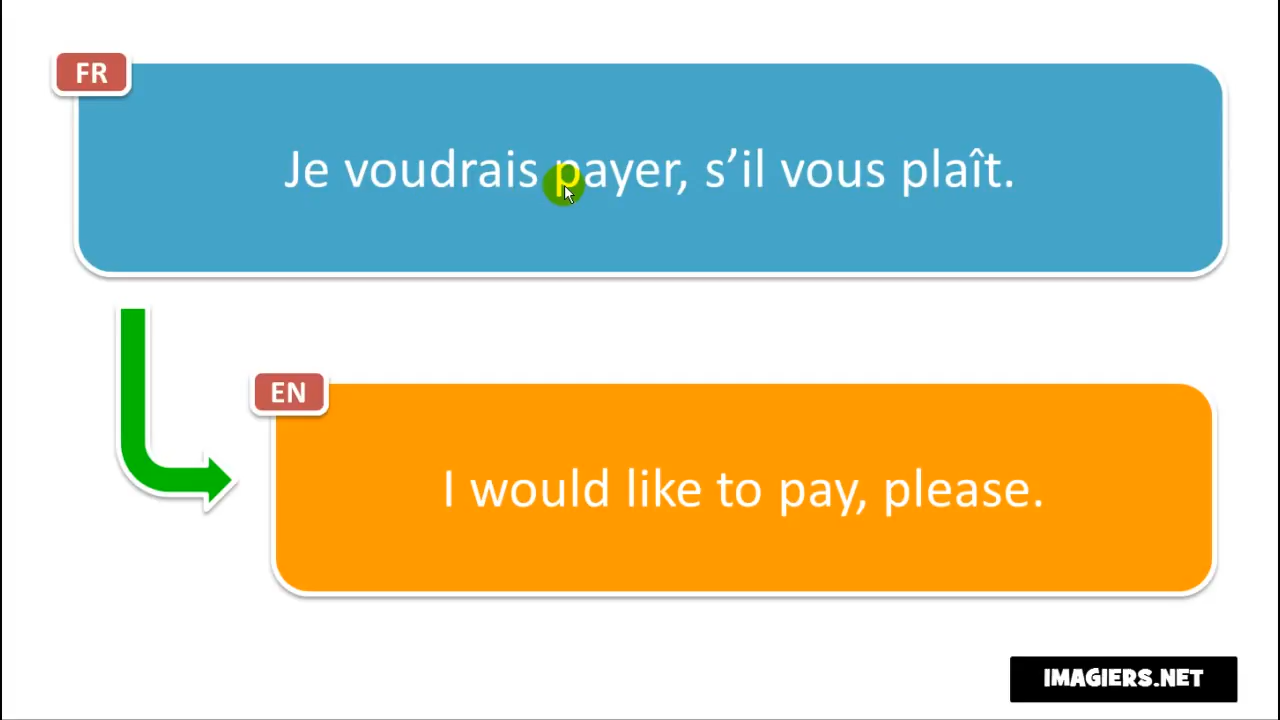 FR
Je voudrais payer, s’il vous plaît.
EN
I would like to pay, please.
IMAGIERS.NET